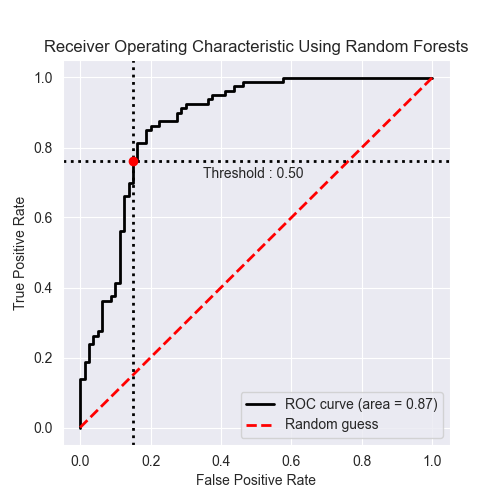 Receiver Operating Characteristic Using Random Forests
1.0
0.8
0.6
0.4
0.2
0.0
True Positive Rate
Threshold : 0.50
ROC curve (area = 0.87)
Random guess
0.0 0.2 0.4 0.6 0.8 1.0
False Positive Rate